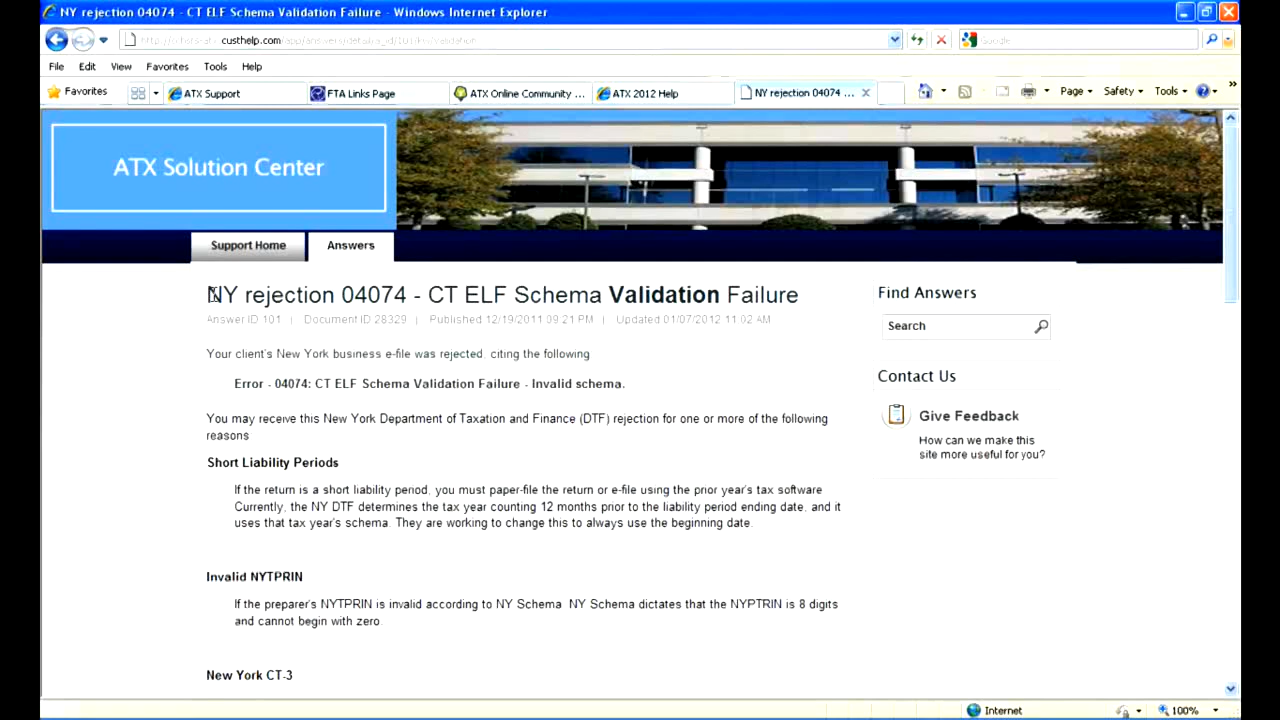 NY rejection 04074 - CT ELF Schema Validation Failure - Windows Internet Explorer
custhelp.com
Google
File Edit View Favorites Tools Help
Favorites ATX Support FTA Links Page ATX Online Community ... ATX 2012 Help NY rejection 04074 ... Page Safety Tools »
ATX Solution Center
Support Home Answers
NY rejection 04074 - CT ELF Schema Validation Failure
Answer ID 101 | Document ID 28329 | Published 12/19/2011 09:21 PM | Updated 01/07/2012 11:02 AM
Your client's New York business e-file was rejected, citing the following
Error - 04074: CT ELF Schema Validation Failure - Invalid schema.
You may receive this New York Department of Taxation and Finance (DTF) rejection for one or more of the following
reasons
Short Liability Periods
If the return is a short liability period, you must paper-file the return or e-file using the prior year's tax software
Currently, the NY DTF determines the tax year counting 12 months prior to the liability period ending date, and it
uses that tax year's schema. They are working to change this to always use the beginning date.
Invalid NYTPRIN
If the preparer's NYTPRIN is invalid according to NY Schema NY Schema dictates that the NYPTRIN is 8 digits
and cannot begin with zero
New York CT-3
Find Answers
Search
Contact Us
Give Feedback
How can we make this
site more useful for you?
Internet 100%